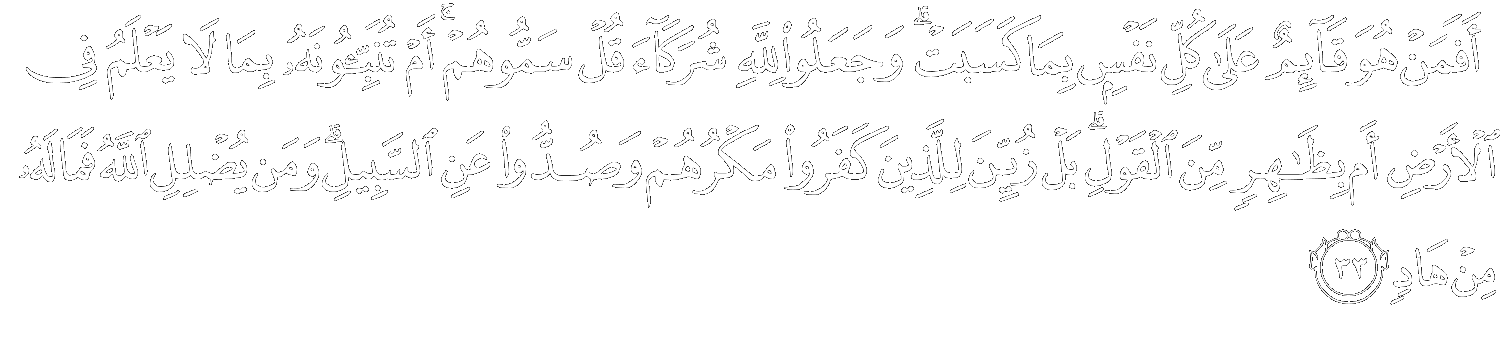 أَفَمَنْ هُوَ قَآئِمٌ عَلَىٰ كُلِّ نَفْسٍۭ بِمَا كَسَبَتْ ۗ وَجَعَلُوا۟ لِلَّهِ شُرَكَآءَ قُلْ سَمُّوهُمْ ۚ أَمْ تُنَبِّـُٔونَهُۥ بِمَا لَا يَعْلَمُ فِى
ٱلْأَرْضِ أَم بِظَـٰهِرٍ مِّنَ ٱلْقَوْلِ ۗ بَلْ زُيِّنَ لِلَّذِينَ كَفَرُوا۟ مَكْرُهُمْ وَصُدُّوا۟ عَنِ ٱلسَّبِيلِ ۗ وَمَن يُضْلِلِ ٱللَّهُ فَمَا لَهُۥ
مِنْ هَادٍ ٣٣